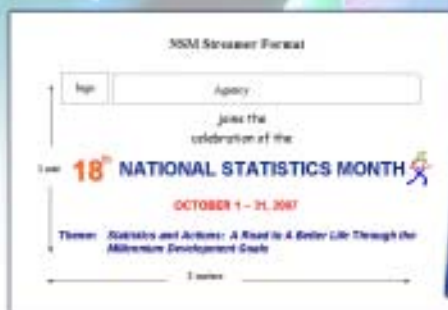 NSM Streamer Format
logo
Agency
joins the
celebration of the
18th NATIONAL STATISTICS MONTH
OCTOBER 1 – 31, 2007
Theme: Statistics and Actions: A Road to A Better Life Through the
Millennium Development Goals